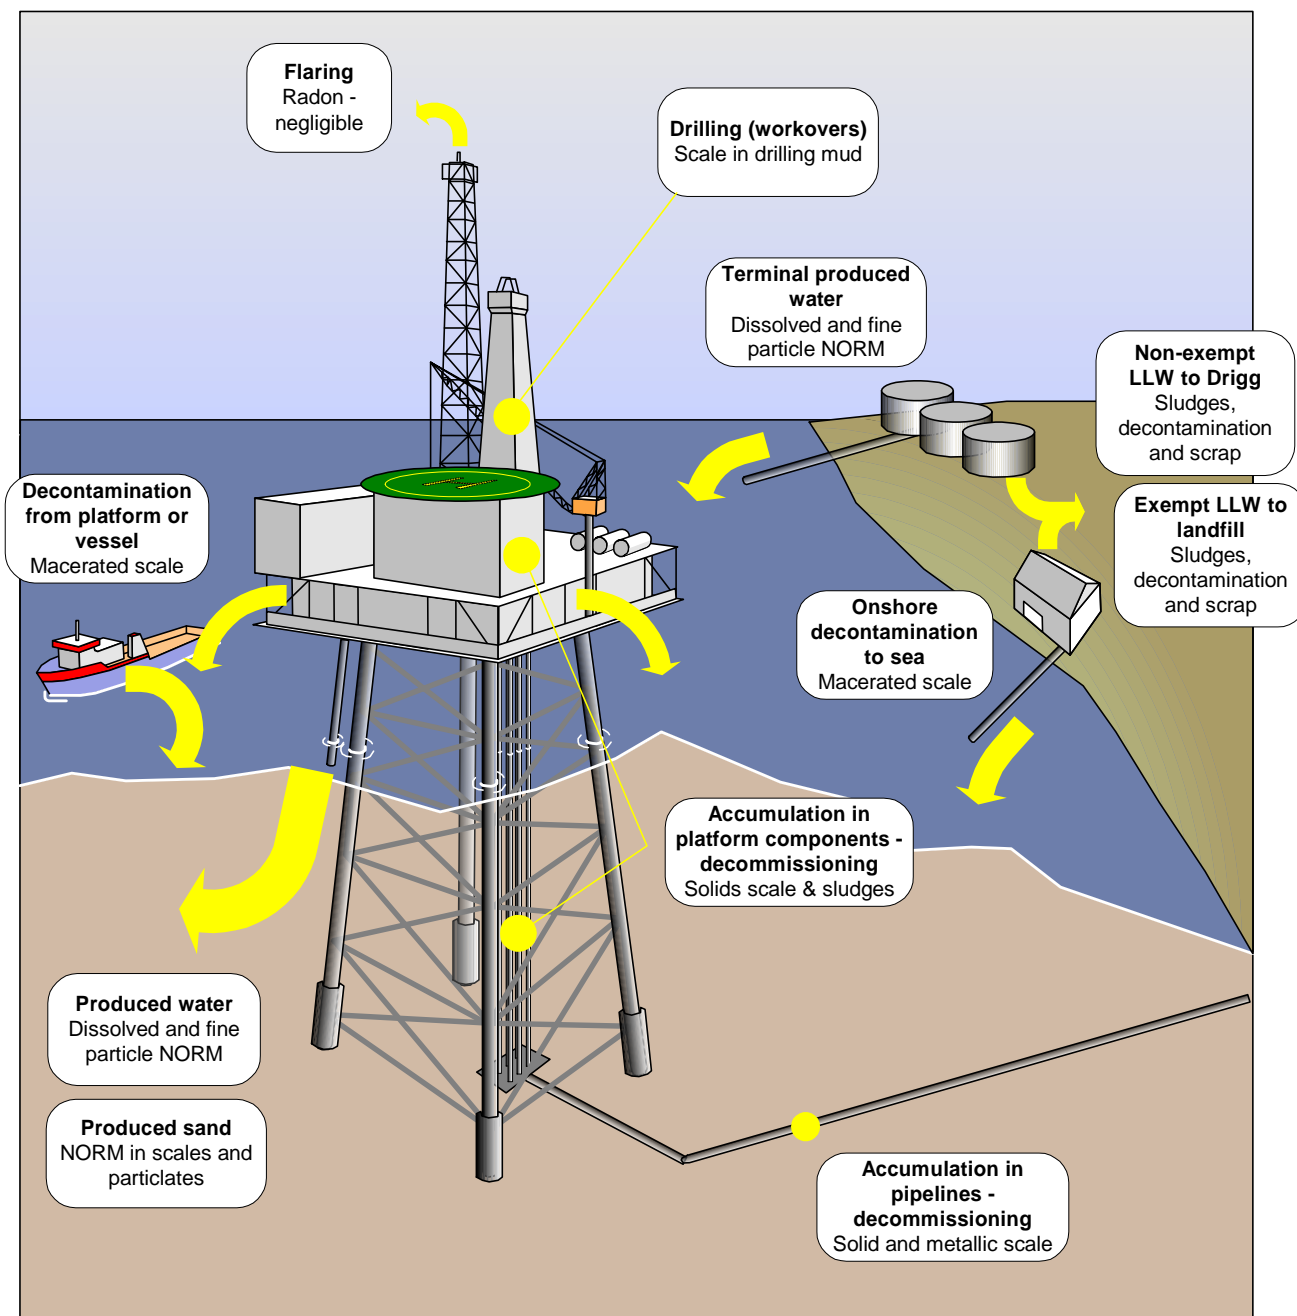 Flaring
Radon -
negligible
Drilling (workovers)
Scale in drilling mud
Terminal produced
water
Dissolved and fine
particle NORM
Non-exempt
LLW to Drigg
Sludges,
decontamination
and scrap
Decontamination
from platform or
vessel
Macerated scale
Exempt LLW to
landfill
Sludges,
decontamination
and scrap
Onshore
decontamination
to sea
Macerated scale
Accumulation in
platform components -
decommissioning
Solids scale & sludges
Produced water
Dissolved and fine
particle NORM
Produced sand
NORM in scales and
particlates
Accumulation in
pipelines -
decommissioning
Solid and metallic scale
H